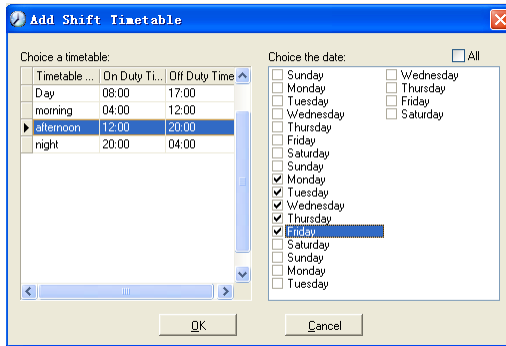 Add Shift Timetable
Choice a timetable:
Timetable ... On Duty Ti... Off Duty Time
Day 08:00 17:00
morning 04:00 12:00
afternoon 12:00 20:00
night 20:00 04:00
Choice the date:
All
Sunday
Monday
Tuesday
Wednesday
Thursday
Friday
Saturday
Sunday
Monday
Tuesday
Wednesday
Thursday
Friday
Saturday
Sunday
Monday
Tuesday
Wednesday
Thursday
Friday
Saturday
OK
Cancel